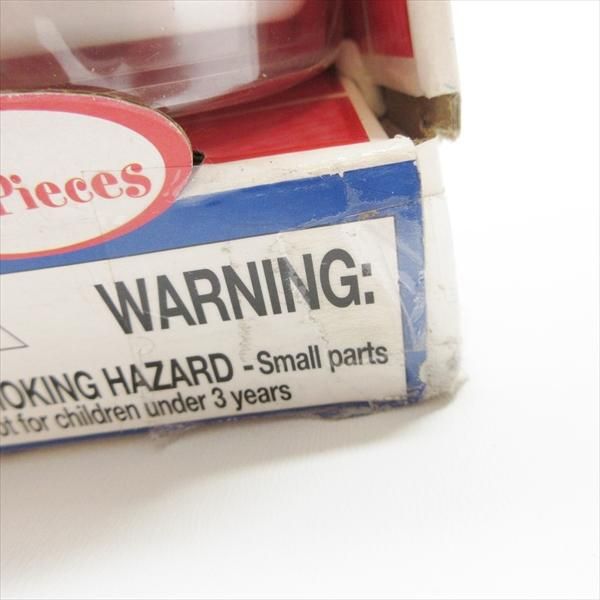 Pieces
WARNING:
OKING HAZARD - Small parts
ot for children under 3 years